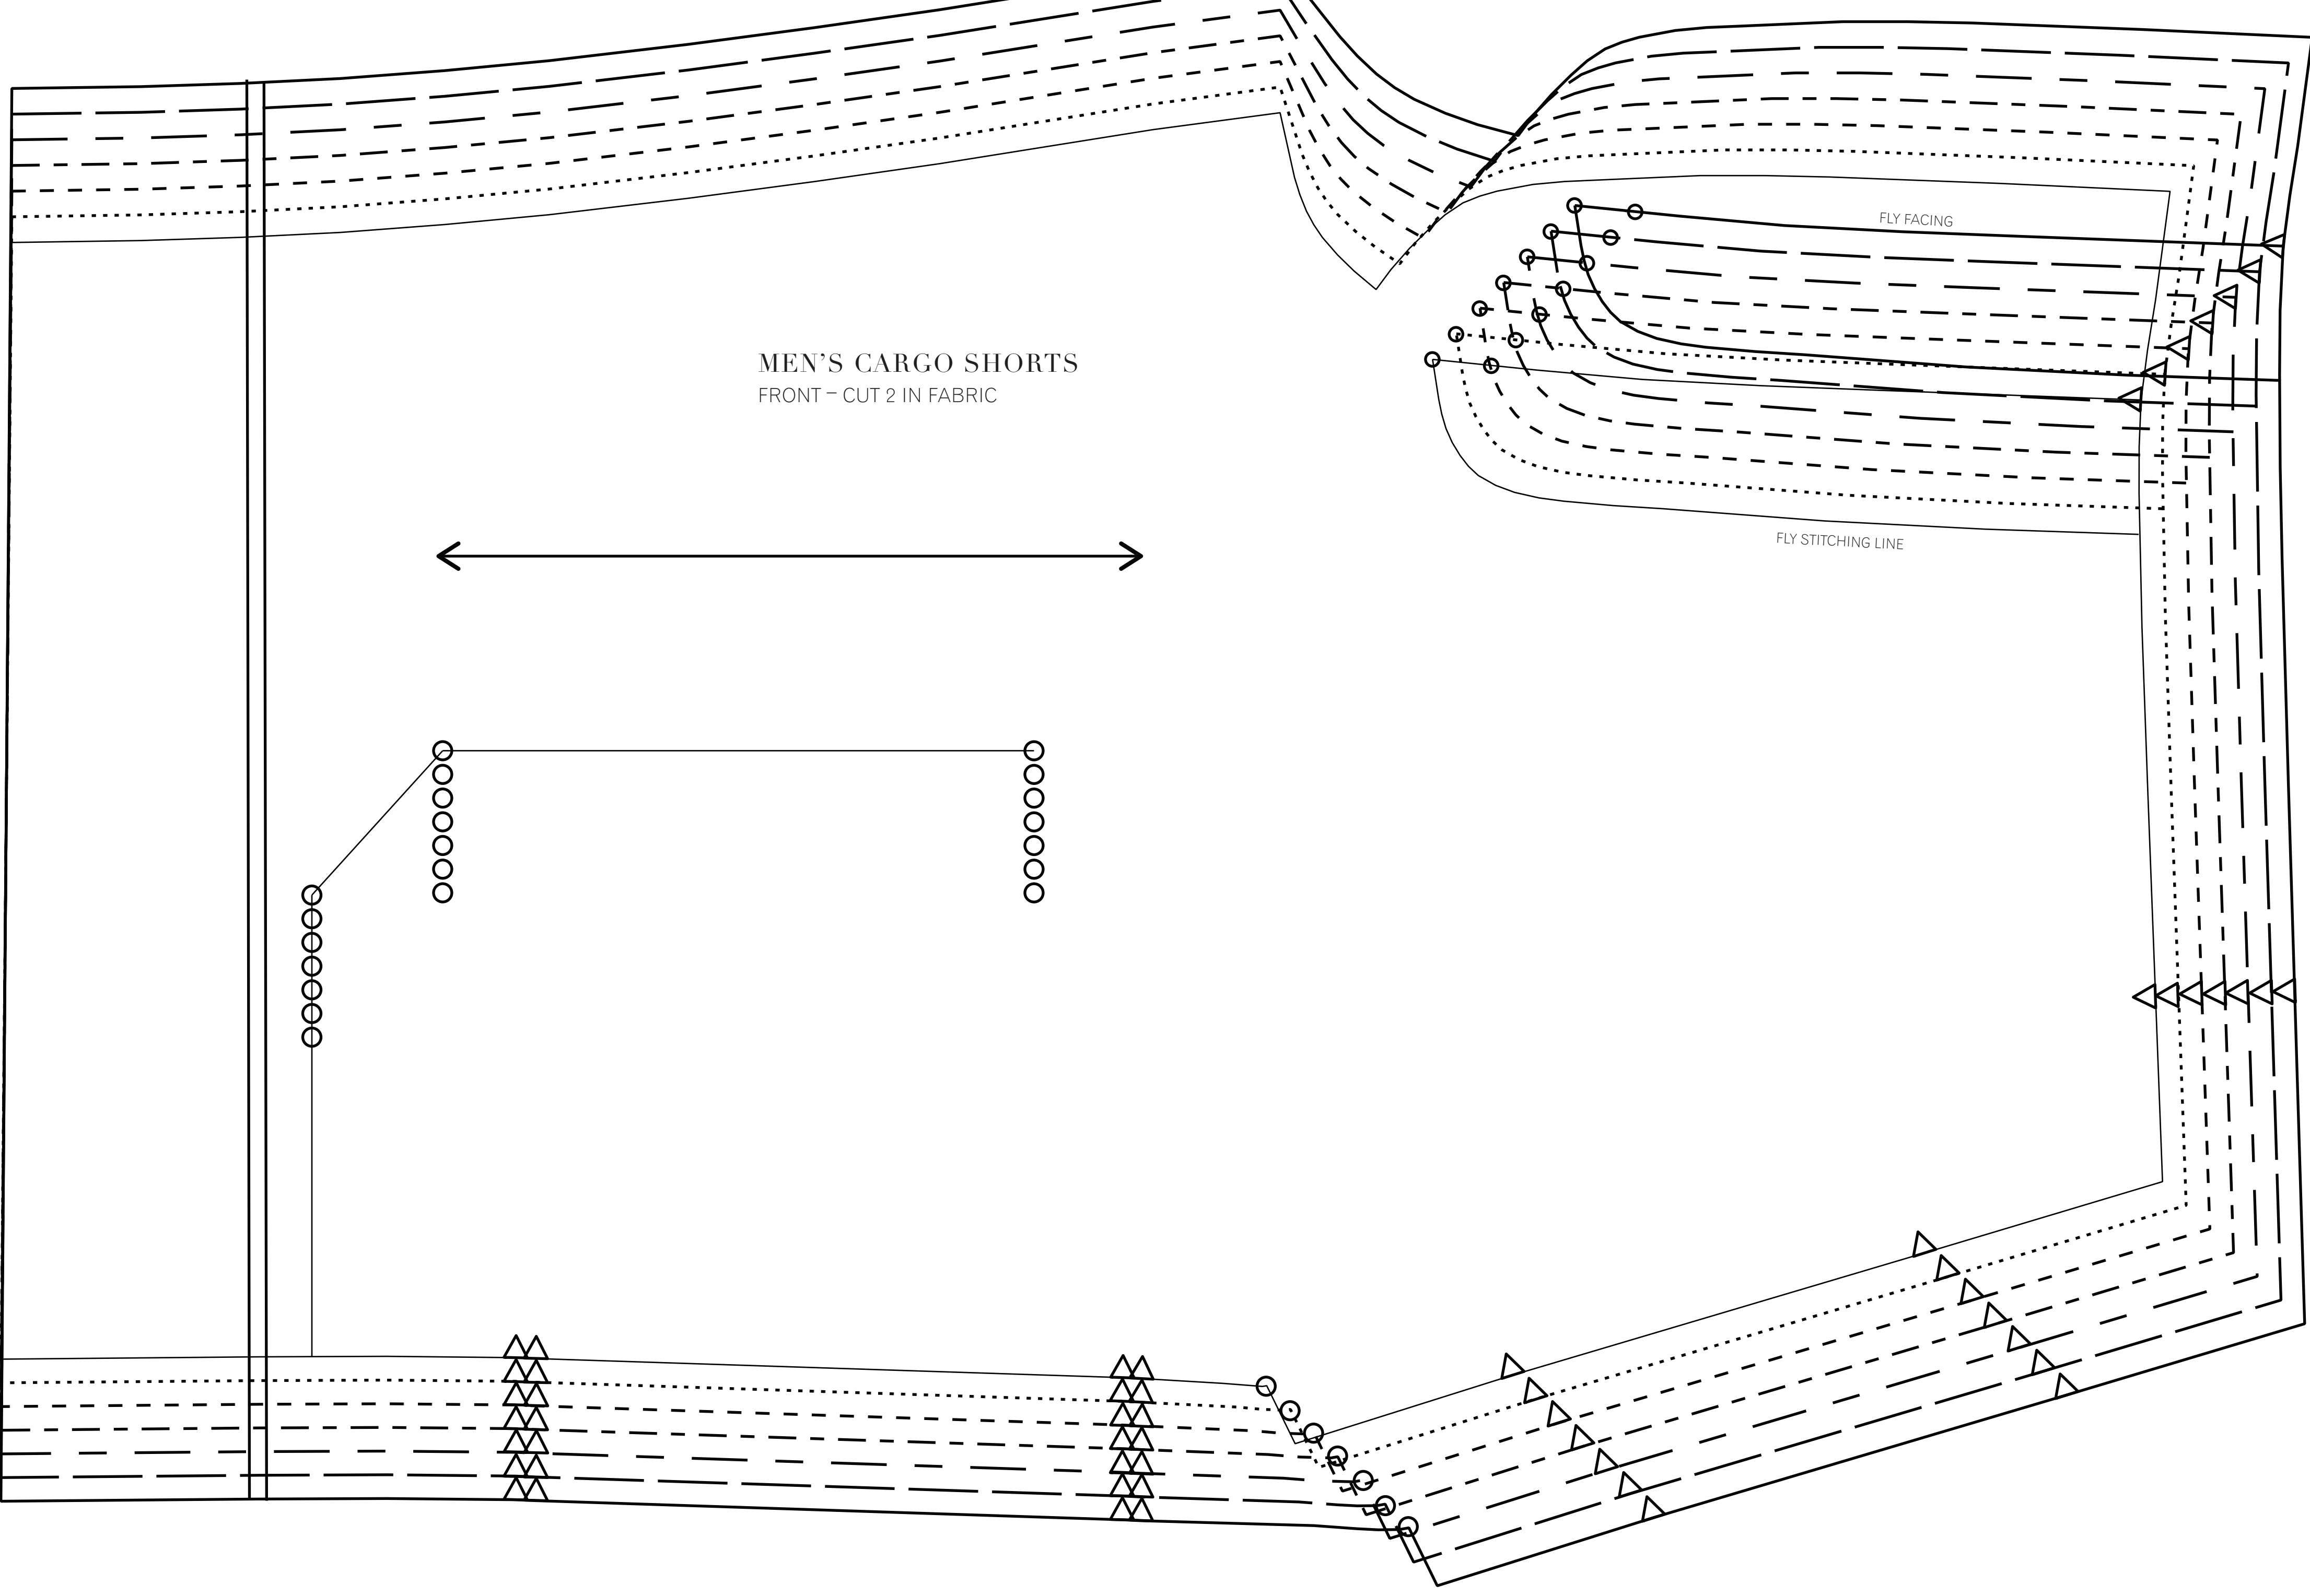 FLY FACING
MEN’S CARGO SHORTS
FRONT – CUT 2 IN FABRIC
FLY STITCHING LINE